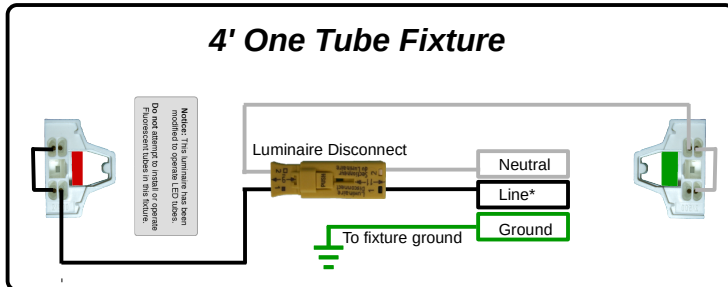 4' One Tube Fixture
Notice: This luminaire has been
modified to operate LED tubes.
Do not attempt to install or operate
Fluorescent tubes in this fixture.
Luminaire Disconnect
Neutral
Line*
Ground
To fixture ground